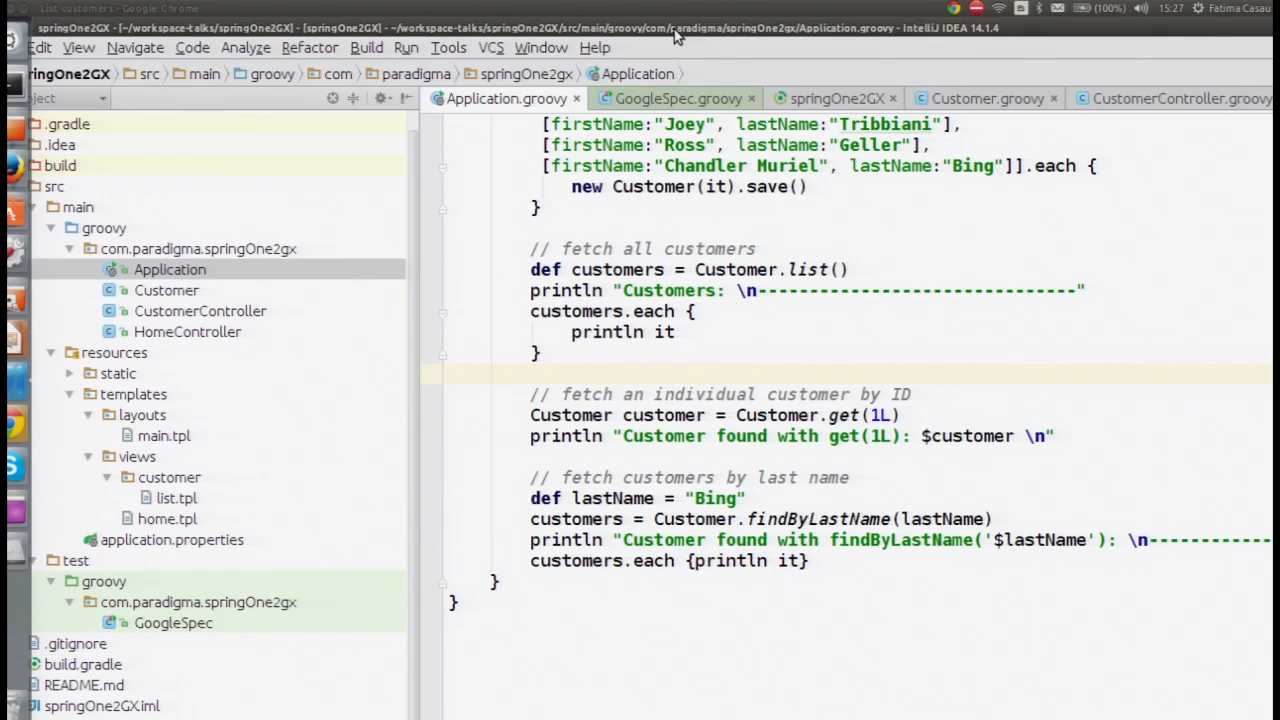 List customers - Google Chrome
(100%) 15:27 Fatima Casau
springOne2GX - [~/workspace-talks/springOne2GX] - [springOne2GX] - ~/workspace-talks/springOne2GX/src/main/groovy/com/paradigma/springOne2gx/Application.groovy - IntelliJ IDEA 14.1.4
Edit View Navigate Code Analyze Refactor Build Run Tools VCS Window Help
ringOne2GX src main groovy com paradigma springOne2gx Application
ject
Application.groovy GoogleSpec.groovy springOne2GX Customer.groovy CustomerController.groovy
.gradle
.idea
build
src
main
groovy
com.paradigma.springOne2gx
Application
Customer
CustomerController
HomeController
resources
static
templates
layouts
main.tpl
views
customer
list.tpl
home.tpl
application.properties
test
groovy
com.paradigma.springOne2gx
GoogleSpec
.gitignore
build.gradle
README.md
springOne2GX.iml
[firstName:"Joey", lastName:"Tribbiani"],
[firstName:"Ross", lastName:"Geller"],
[firstName:"Chandler Muriel", lastName:"Bing"]].each {
new Customer(it).save()
}
// fetch all customers
def customers = Customer.list()
println "Customers: \n-------------------------------"
customers.each {
println it
}
// fetch an individual customer by ID
Customer customer = Customer.get(1L)
println "Customer found with get(1L): $customer \n"
// fetch customers by last name
def lastName = "Bing"
customers = Customer.findByLastName(lastName)
println "Customer found with findByLastName('$lastName'): \n------------
customers.each {println it}
}
}